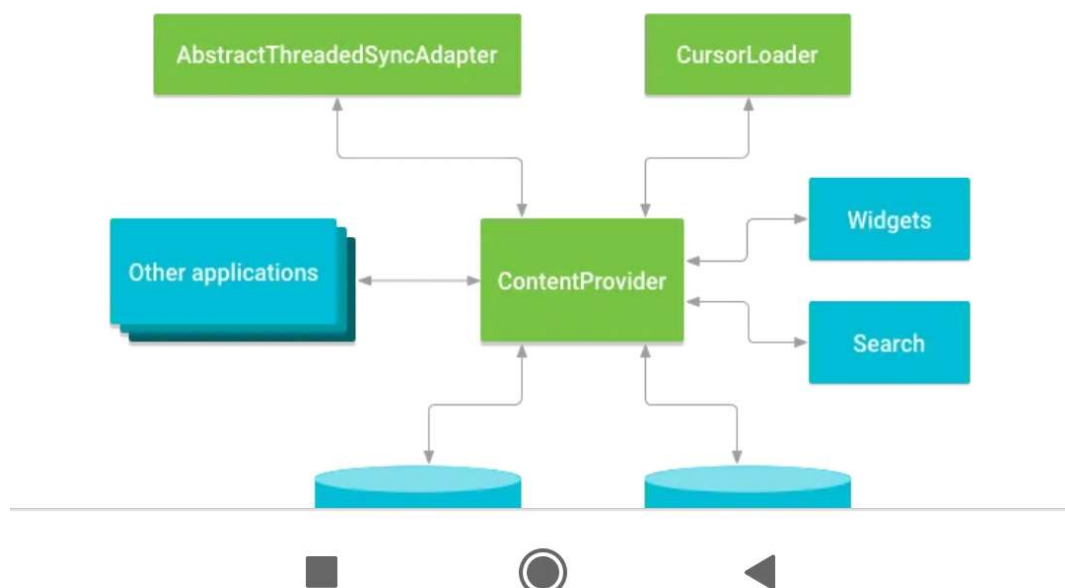 AbstractThreadedSyncAdapter
CursorLoader
Widgets
Other applications
ContentProvider
Search